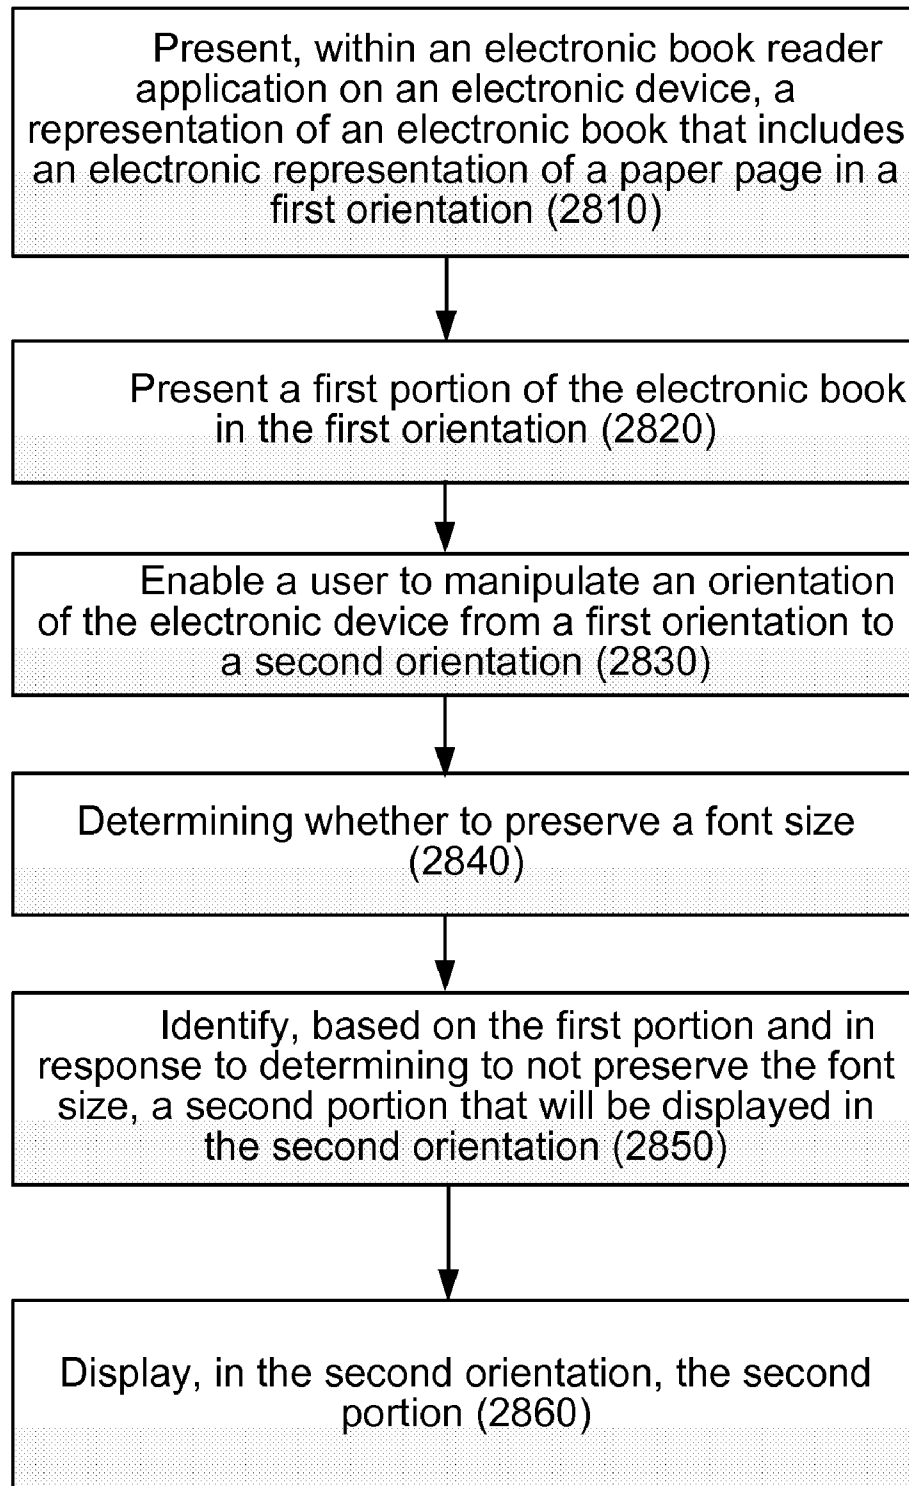 Present, within an electronic book reader
application on an electronic device, a
representation of an electronic book that includes
an electronic representation of a paper page in a
first orientation (2810)
Present a first portion of the electronic book
in the first orientation (2820)
Enable a user to manipulate an orientation
of the electronic device from a first orientation to
a second orientation (2830)
Determining whether to preserve a font size
(2840)
Identify, based on the first portion and in
response to determining to not preserve the font
size, a second portion that will be displayed in
the second orientation (2850)
Display, in the second orientation, the second
portion (2860)